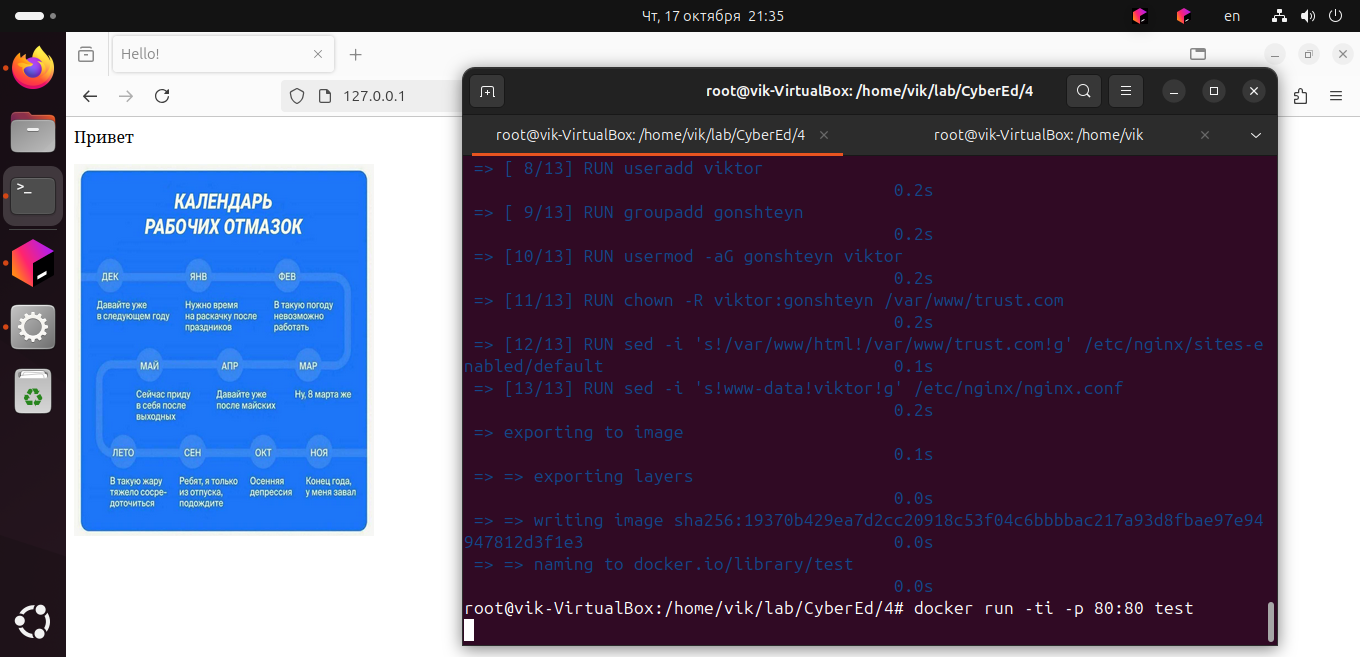 Чт, 17 октября 21:35
en
Hello!
127.0.0.1
Привет
КАЛЕНДАРЬ
РАБОЧИХ ОТМАЗОК
ДЕК
ЯНВ
ФЕВ
Давайте уже
в следующем году
Нужно время
на раскачку после
праздников
В такую погоду
невозможно
работать
МАЙ
АПР
МАР
Сейчас приду
в себя после
выходных
Давайте уже
после майских
Ну, 8 марта же
ЛЕТО
СЕН
ОКТ
НОЯ
В такую жару
тяжело сосре-
доточиться
Ребят, я только
из отпуска,
подождите
Осенняя
депрессия
Конец года,
у меня завал
root@vik-VirtualBox: /home/vik/lab/CyberEd/4
root@vik-VirtualBox: /home/vik/lab/CyberEd/4
root@vik-VirtualBox: /home/vik
=> [ 8/13] RUN useradd viktor
0.2s
=> [ 9/13] RUN groupadd gonshteyn
0.2s
=> [10/13] RUN usermod -aG gonshteyn viktor
0.2s
=> [11/13] RUN chown -R viktor:gonshteyn /var/www/trust.com
0.2s
=> [12/13] RUN sed -i 's!/var/www/html!/var/www/trust.com!g' /etc/nginx/sites-e
nabled/default 0.1s
=> [13/13] RUN sed -i 's!www-data!viktor!g' /etc/nginx/nginx.conf
0.2s
=> exporting to image
0.1s
=> => exporting layers
0.0s
=> => writing image sha256:19370b429ea7d2cc20918c53f04c6bbbbac217a93d8fbae97e94
947812d3f1e3 0.0s
=> => naming to docker.io/library/test
0.0s
root@vik-VirtualBox:/home/vik/lab/CyberEd/4# docker run -ti -p 80:80 test